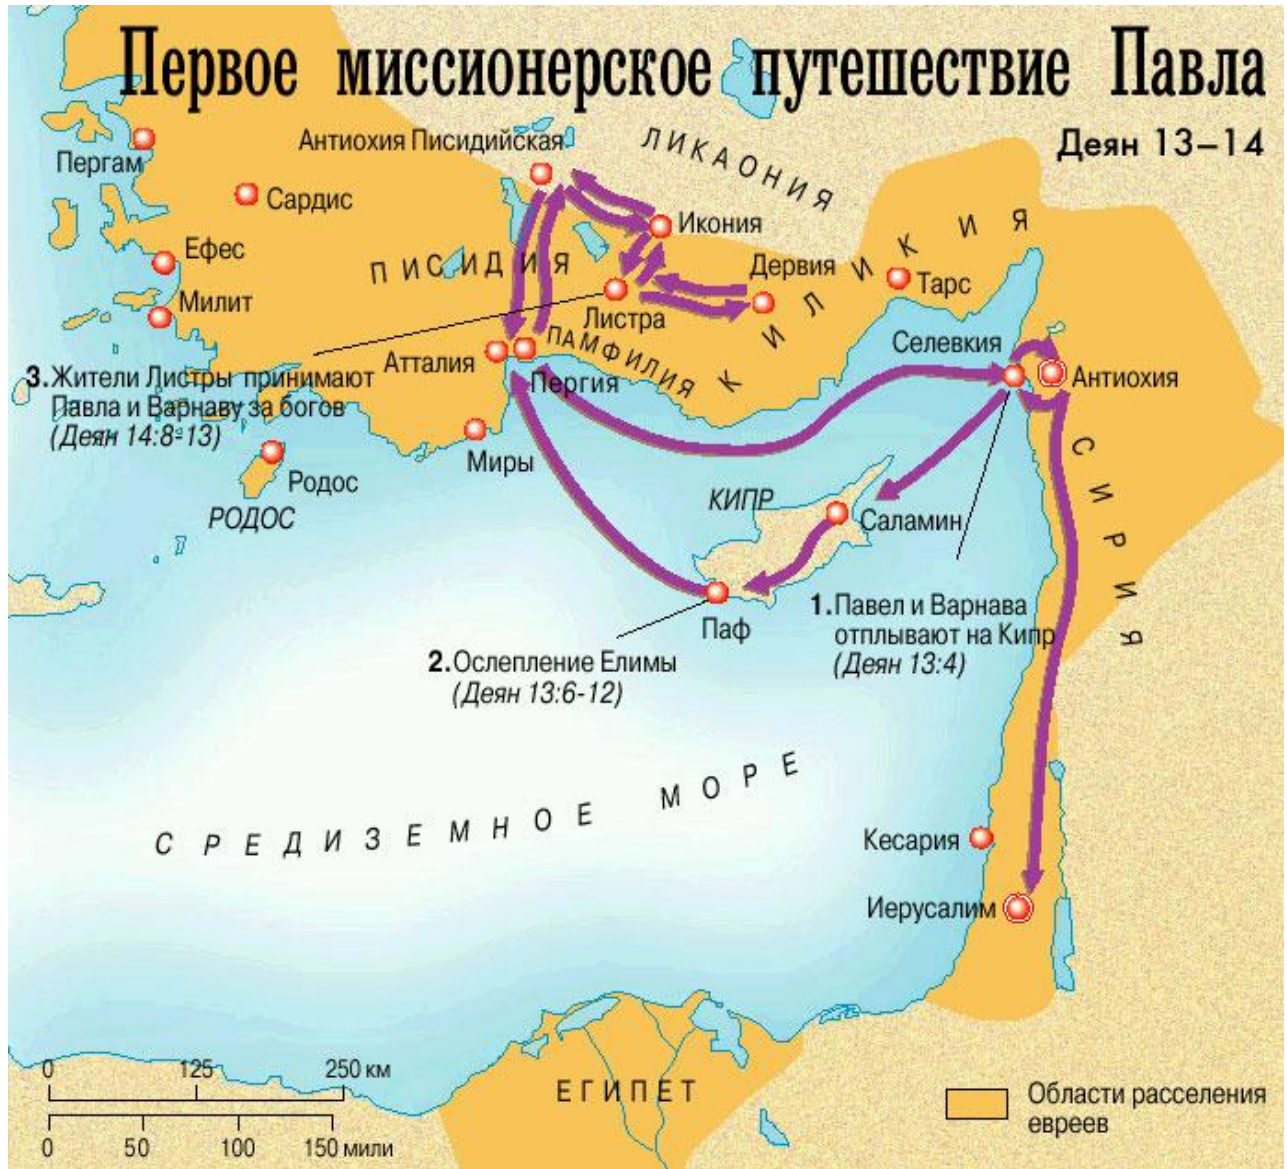 Первое миссионерское путешествие Павла
Деян 13–14
Антиохия Писидийская
ЛИКАОНИЯ
Пергам
Сардис
Икония
Ефес
ПИСИДИЯ
Дервия
КИЛИКИЯ
Тарс
Милит
Листра
Селевкия
Атталия
ПАМФИЛИЯ
Пергия
Антиохия
3. Жители Листры принимают
Павла и Варнаву за богов
(Деян 14:8-13)
Миры
Родос
РОДОС
КИПР
Саламин
СИРИЯ
Паф
1. Павел и Варнава
отплывают на Кипр
(Деян 13:4)
2. Ослепление Елимы
(Деян 13:6-12)
СРЕДИЗЕМНОЕ МОРЕ
Кесария
Иерусалим
0 125 250 км
0 50 100 150 мили
ЕГИПЕТ
Области расселения
евреев